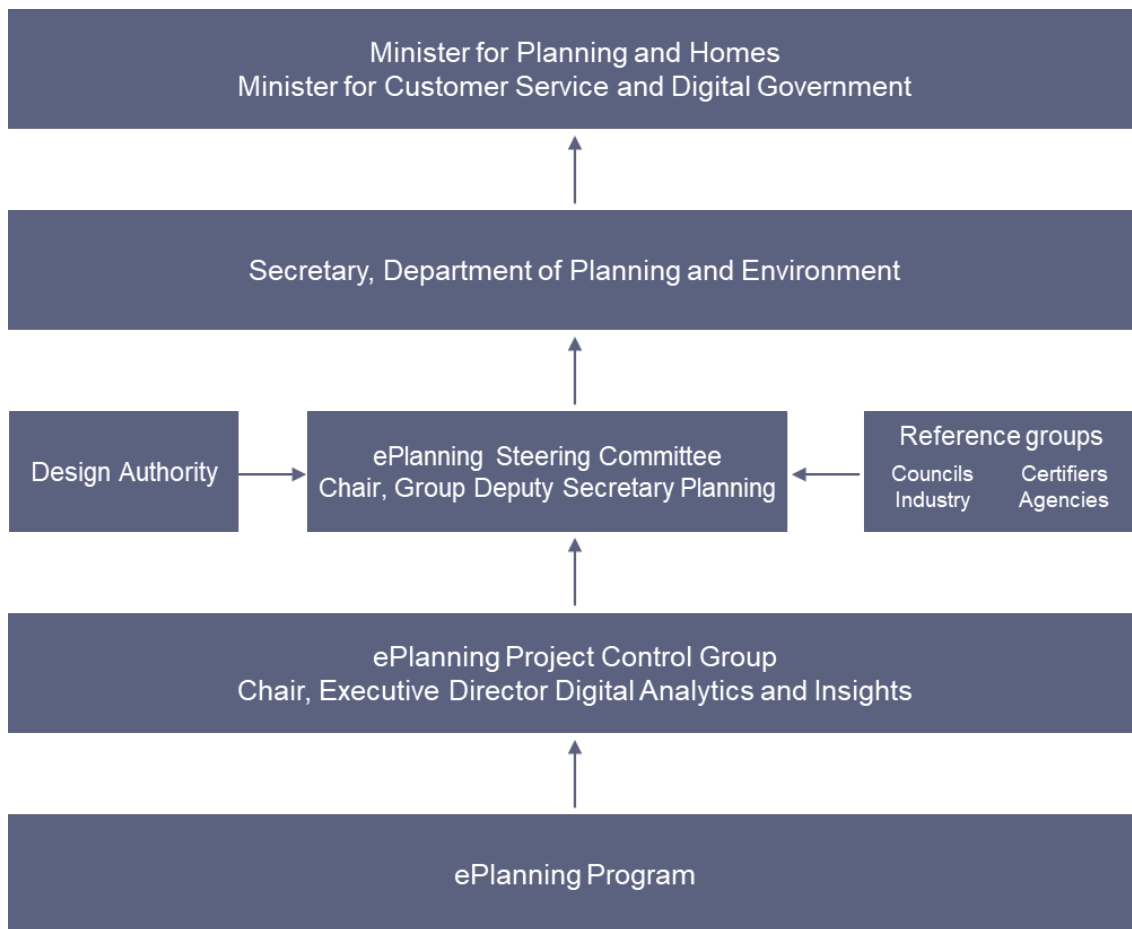 Minister for Planning and Homes
Minister for Customer Service and Digital Government
Secretary, Department of Planning and Environment
Design Authority
ePlanning Steering Committee
Chair, Group Deputy Secretary Planning
Reference groups
Councils Certifiers
Industry Agencies
ePlanning Project Control Group
Chair, Executive Director Digital Analytics and Insights
ePlanning Program